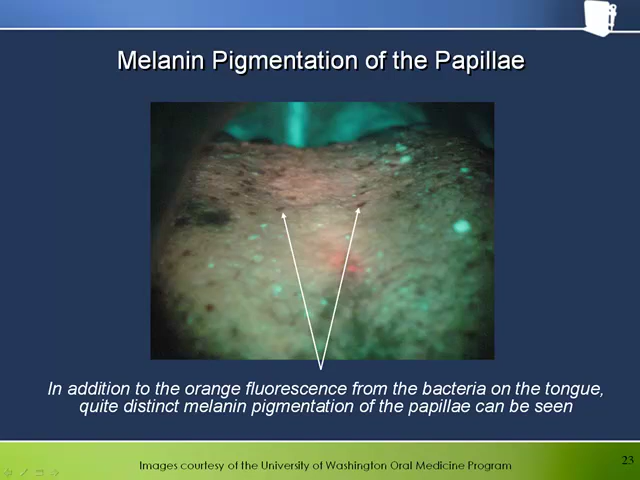 Melanin Pigmentation of the Papillae
In addition to the orange fluorescence from the bacteria on the tongue,
quite distinct melanin pigmentation of the papillae can be seen
Images courtesy of the University of Washington Oral Medicine Program
23